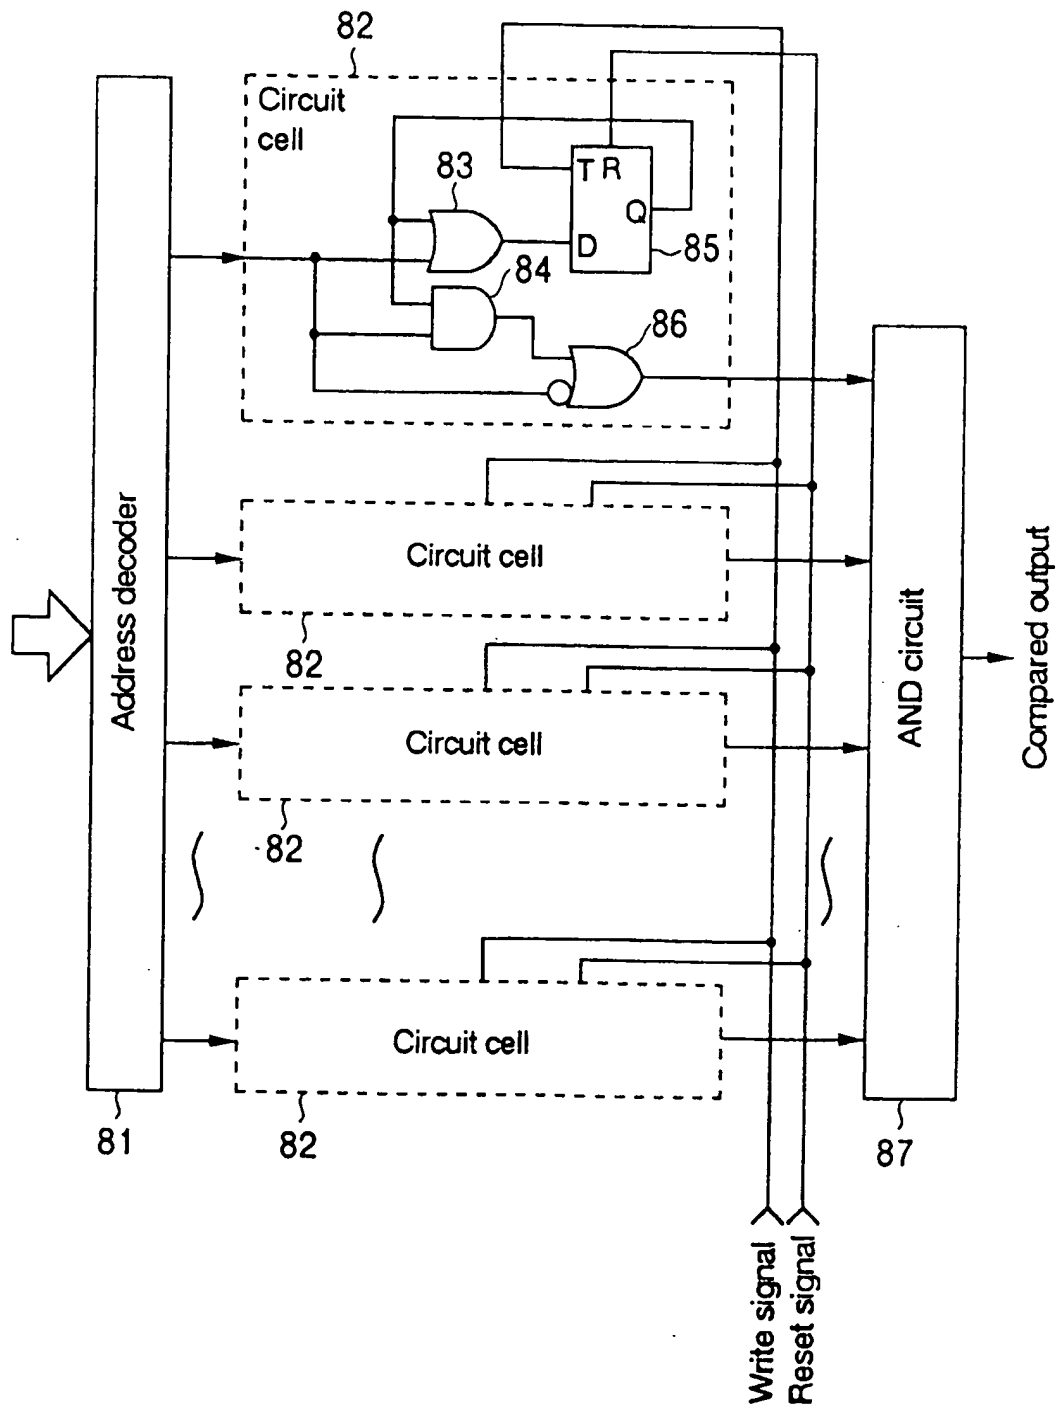 82
Circuit
cell
83
T R
Q
D
85
84
86
Address decoder
Circuit cell
82
Circuit cell
82
Circuit cell
82
81
AND circuit
87
Compared output
Write signal
Reset signal